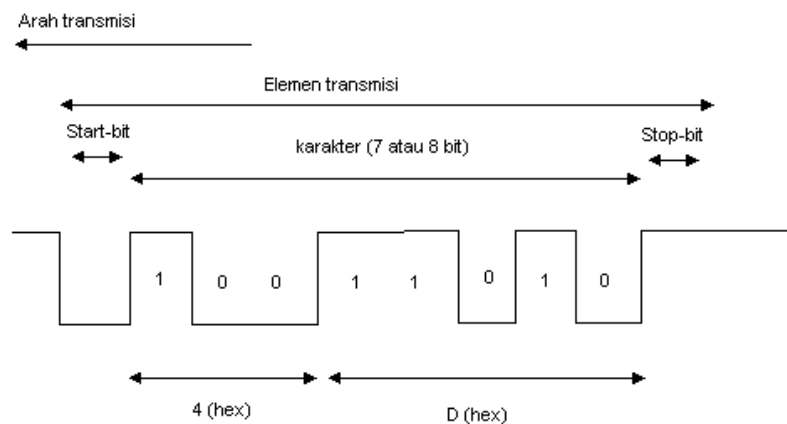 Arah transmisi
Elemen transmisi
Start-bit
karakter (7 atau 8 bit)
Stop-bit
1 0 0 1 1 0 1 0
4 (hex)
D (hex)